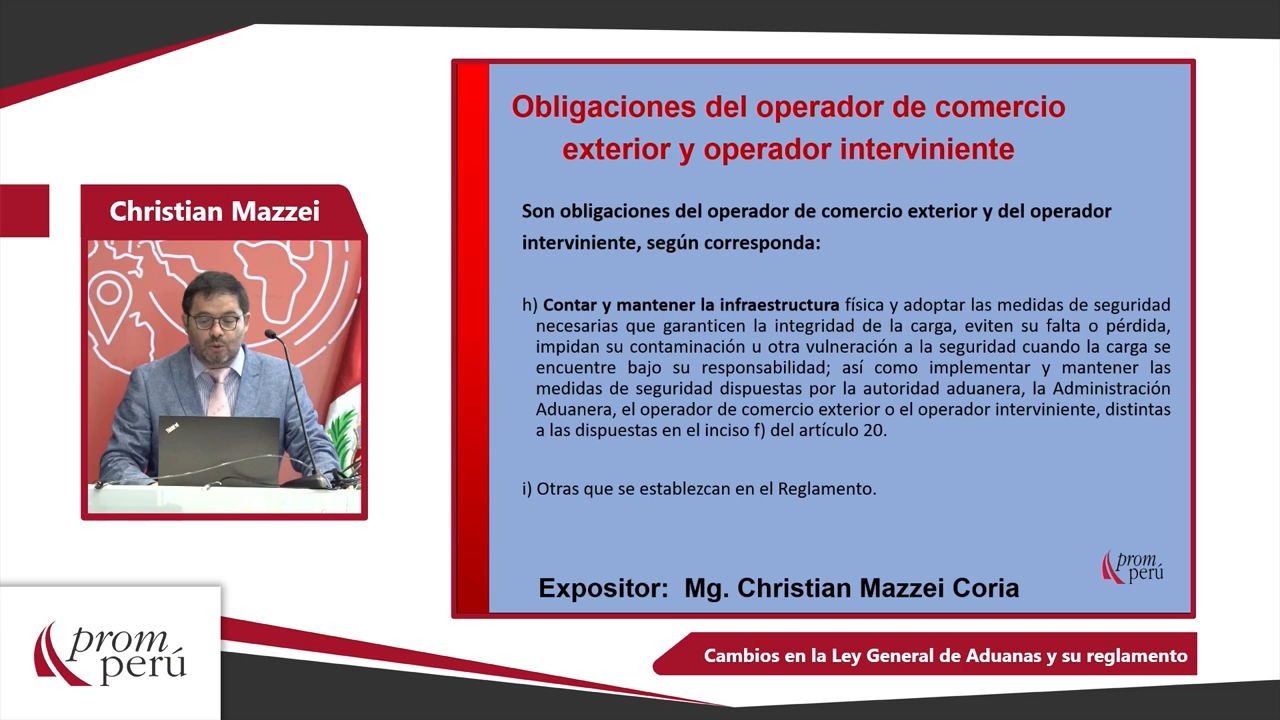 Christian Mazzei
Obligaciones del operador de comercio
exterior y operador interviniente
Son obligaciones del operador de comercio exterior y del operador
interviniente, según corresponda:
h) Contar y mantener la infraestructura física y adoptar las medidas de seguridad
necesarias que garanticen la integridad de la carga, eviten su falta o pérdida,
impidan su contaminación u otra vulneración a la seguridad cuando la carga se
encuentre bajo su responsabilidad; así como implementar y mantener las
medidas de seguridad dispuestas por la autoridad aduanera, la Administración
Aduanera, el operador de comercio exterior o el operador interviniente, distintas
a las dispuestas en el inciso f) del artículo 20.
i) Otras que se establezcan en el Reglamento.
prom
perú
Expositor: Mg. Christian Mazzei Coria
Cambios en la Ley General de Aduanas y su reglamento
prom
perú